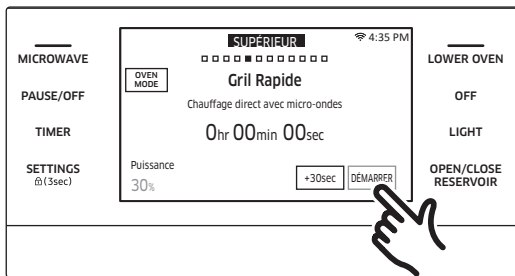 MICROWAVE
PAUSE/OFF
TIMER
SETTINGS
(3sec)
SUPÉRIEUR
4:35 PM
OVEN
MODE
Gril Rapide
Chauffage direct avec micro-ondes
0hr 00min 00sec
Puissance
30%
+30sec
DÉMARRER
LOWER OVEN
OFF
LIGHT
OPEN/CLOSE
RESERVOIR